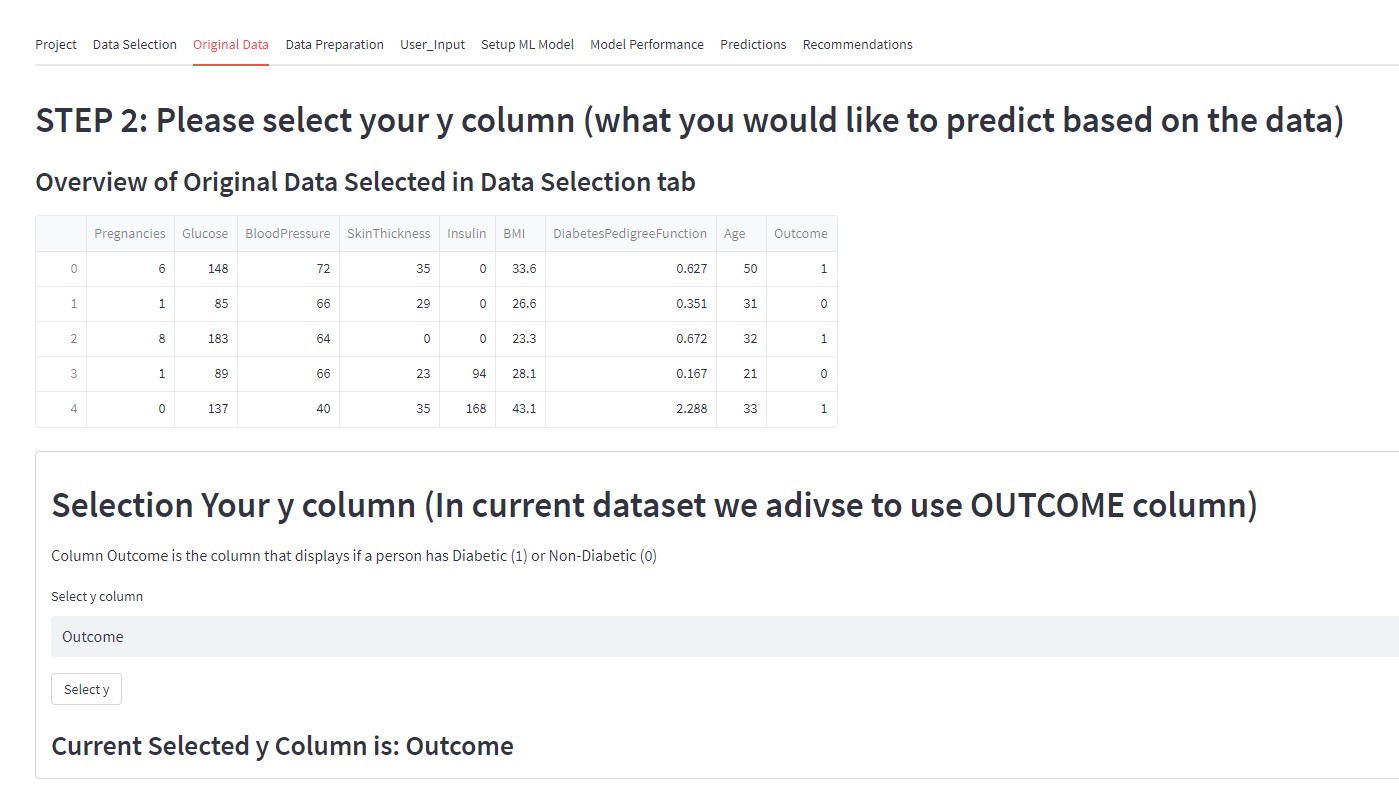 Project Data Selection Original Data Data Preparation User_Input Setup ML Model Model Performance Predictions Recommendations
STEP 2: Please select your y column (what you would like to predict based on the data)
Overview of Original Data Selected in Data Selection tab
Pregnancies Glucose BloodPressure SkinThickness Insulin BMI DiabetesPedigreeFunction Age Outcome
0 6 148 72 35 0 33.6 0.627 50 1
1 1 85 66 29 0 26.6 0.351 31 0
2 8 183 64 0 0 23.3 0.672 32 1
3 1 89 66 23 94 28.1 0.167 21 0
4 0 137 40 35 168 43.1 2.288 33 1
Selection Your y column (In current dataset we adivse to use OUTCOME column)
Column Outcome is the column that displays if a person has Diabetic (1) or Non-Diabetic (0)
Select y column
Outcome
Select y
Current Selected y Column is: Outcome